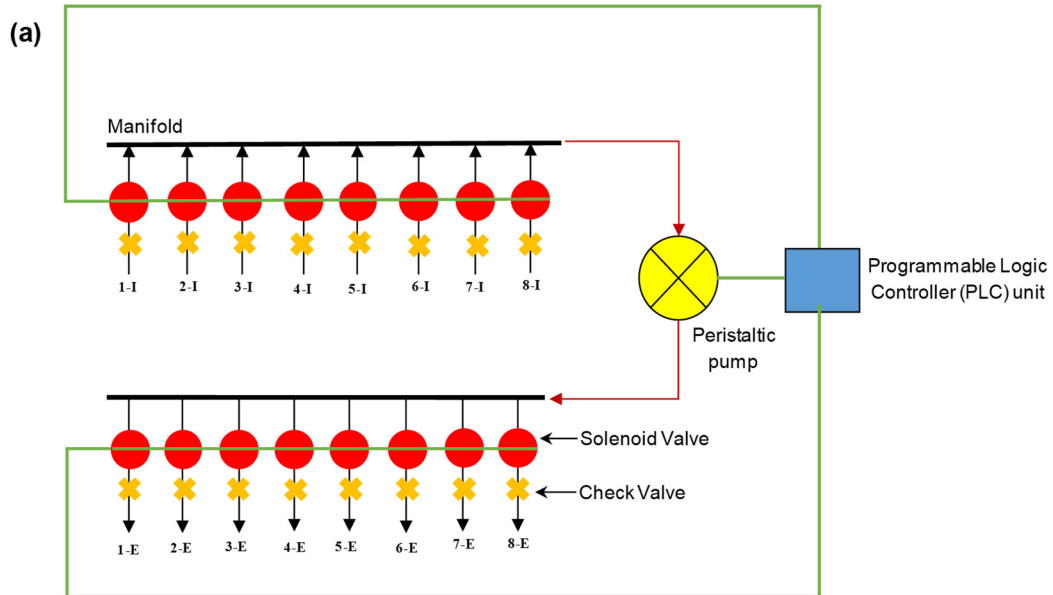 (a)
Manifold
1-I 2-I 3-I 4-I 5-I 6-I 7-I 8-I
Programmable Logic
Controller (PLC) unit
Peristaltic
pump
Solenoid Valve
Check Valve
1-E 2-E 3-E 4-E 5-E 6-E 7-E 8-E